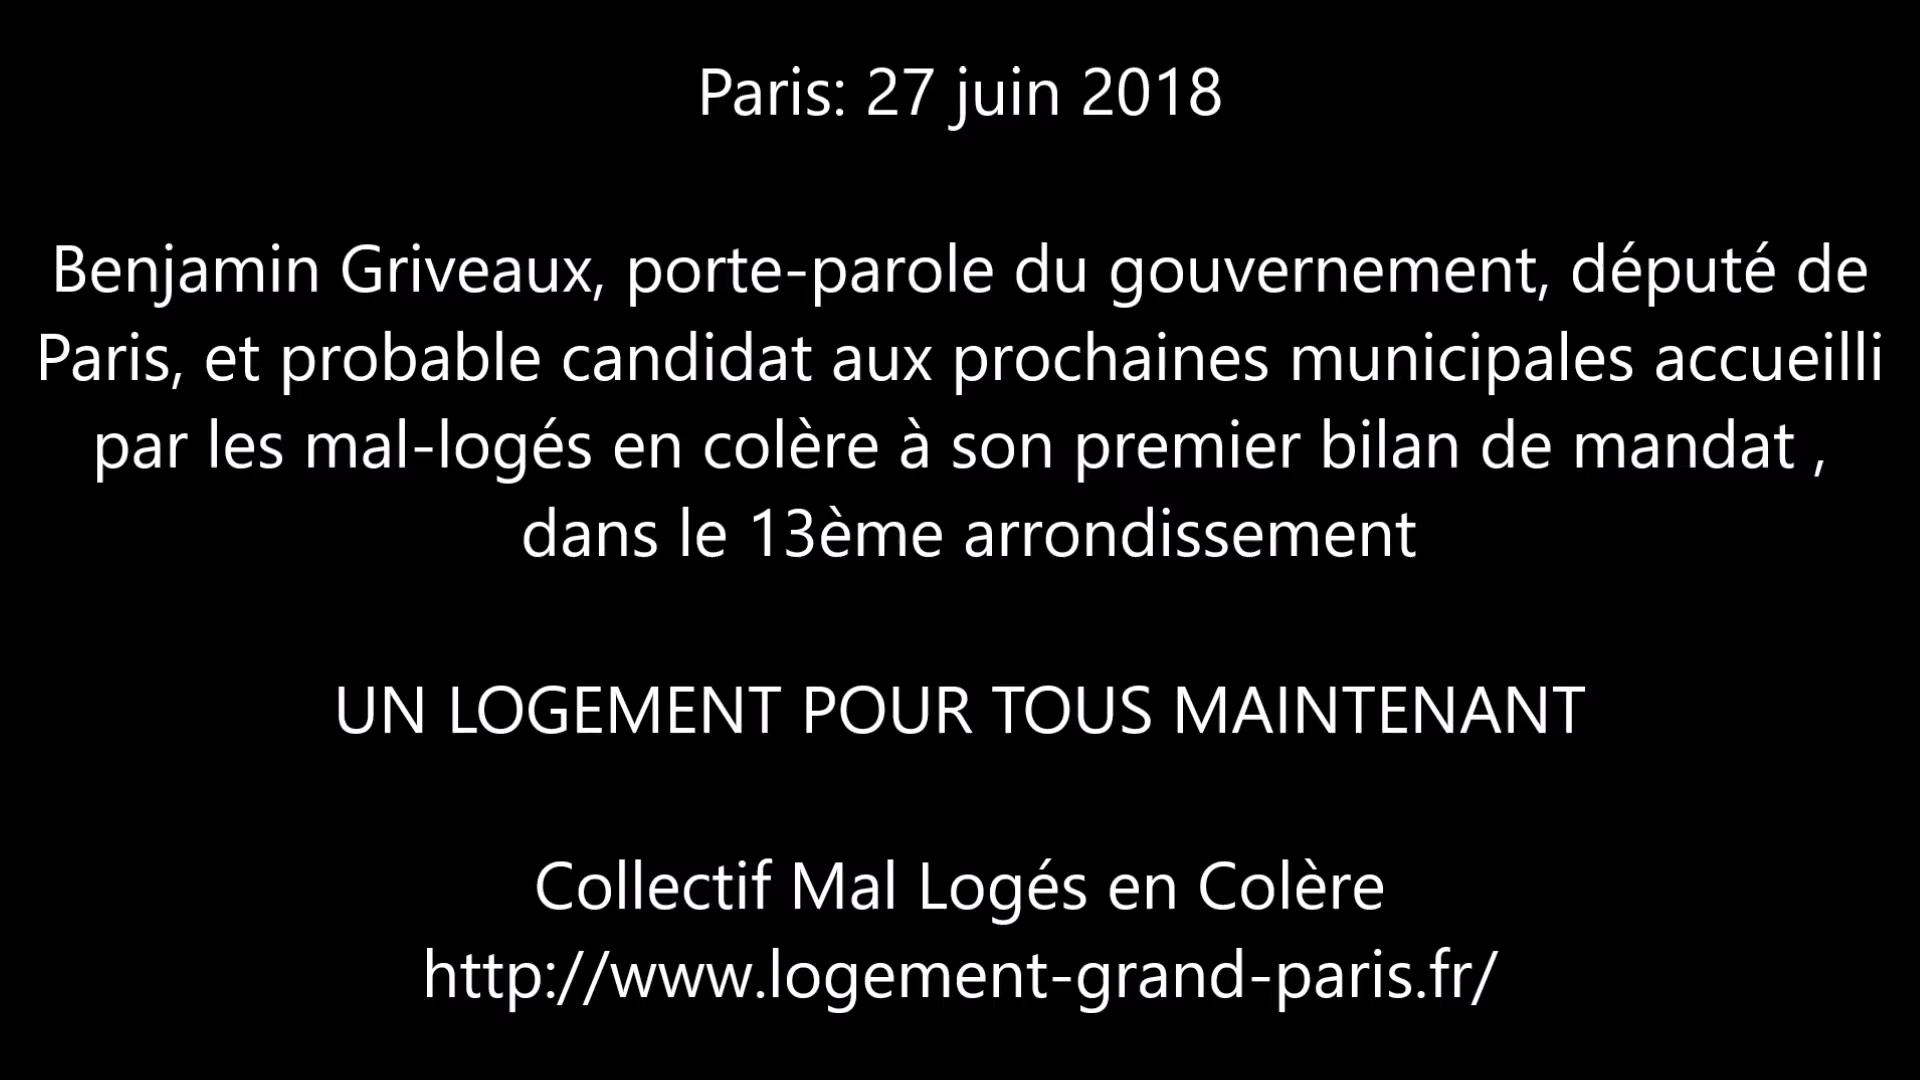 Paris: 27 juin 2018
Benjamin Griveaux, porte-parole du gouvernement, député de
Paris, et probable candidat aux prochaines municipales accueilli
par les mal-logés en colère à son premier bilan de mandat ,
dans le 13ème arrondissement
UN LOGEMENT POUR TOUS MAINTENANT
Collectif Mal Logés en Colère
http://www.logement-grand-paris.fr/